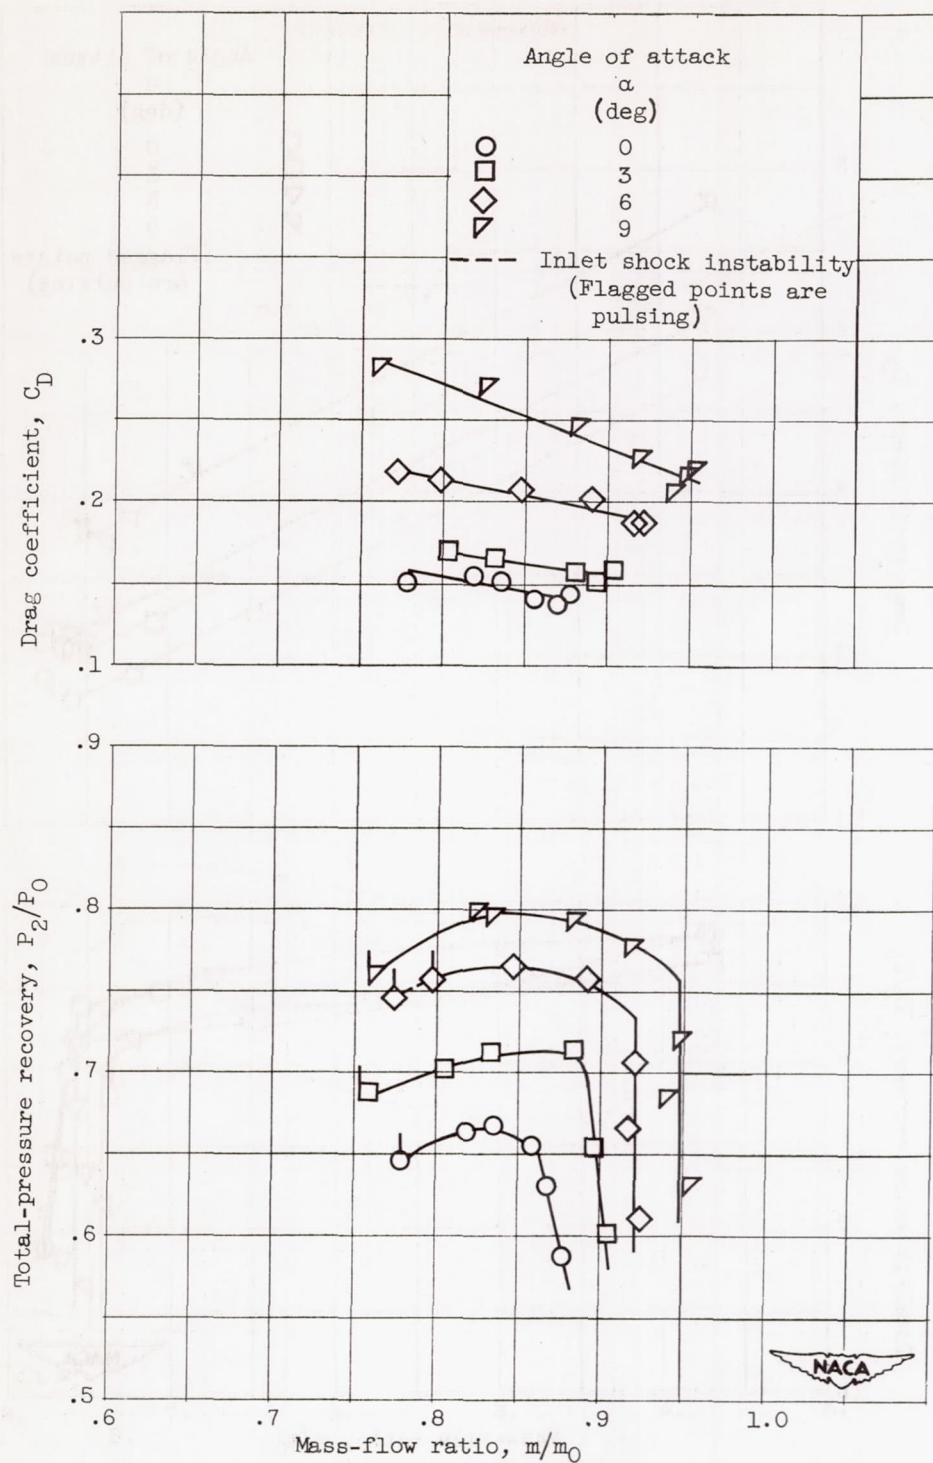 Angle of attack
α
(deg)
0
3
6
9
Inlet shock instability
(Flagged points are
pulsing)
.3
.2
.1
Drag coefficient, C_D
.9
.8
.7
.6
.5
Total-pressure recovery, P_2/P_0
.6 .7 .8 .9 1.0
Mass-flow ratio, m/m_0
NACA